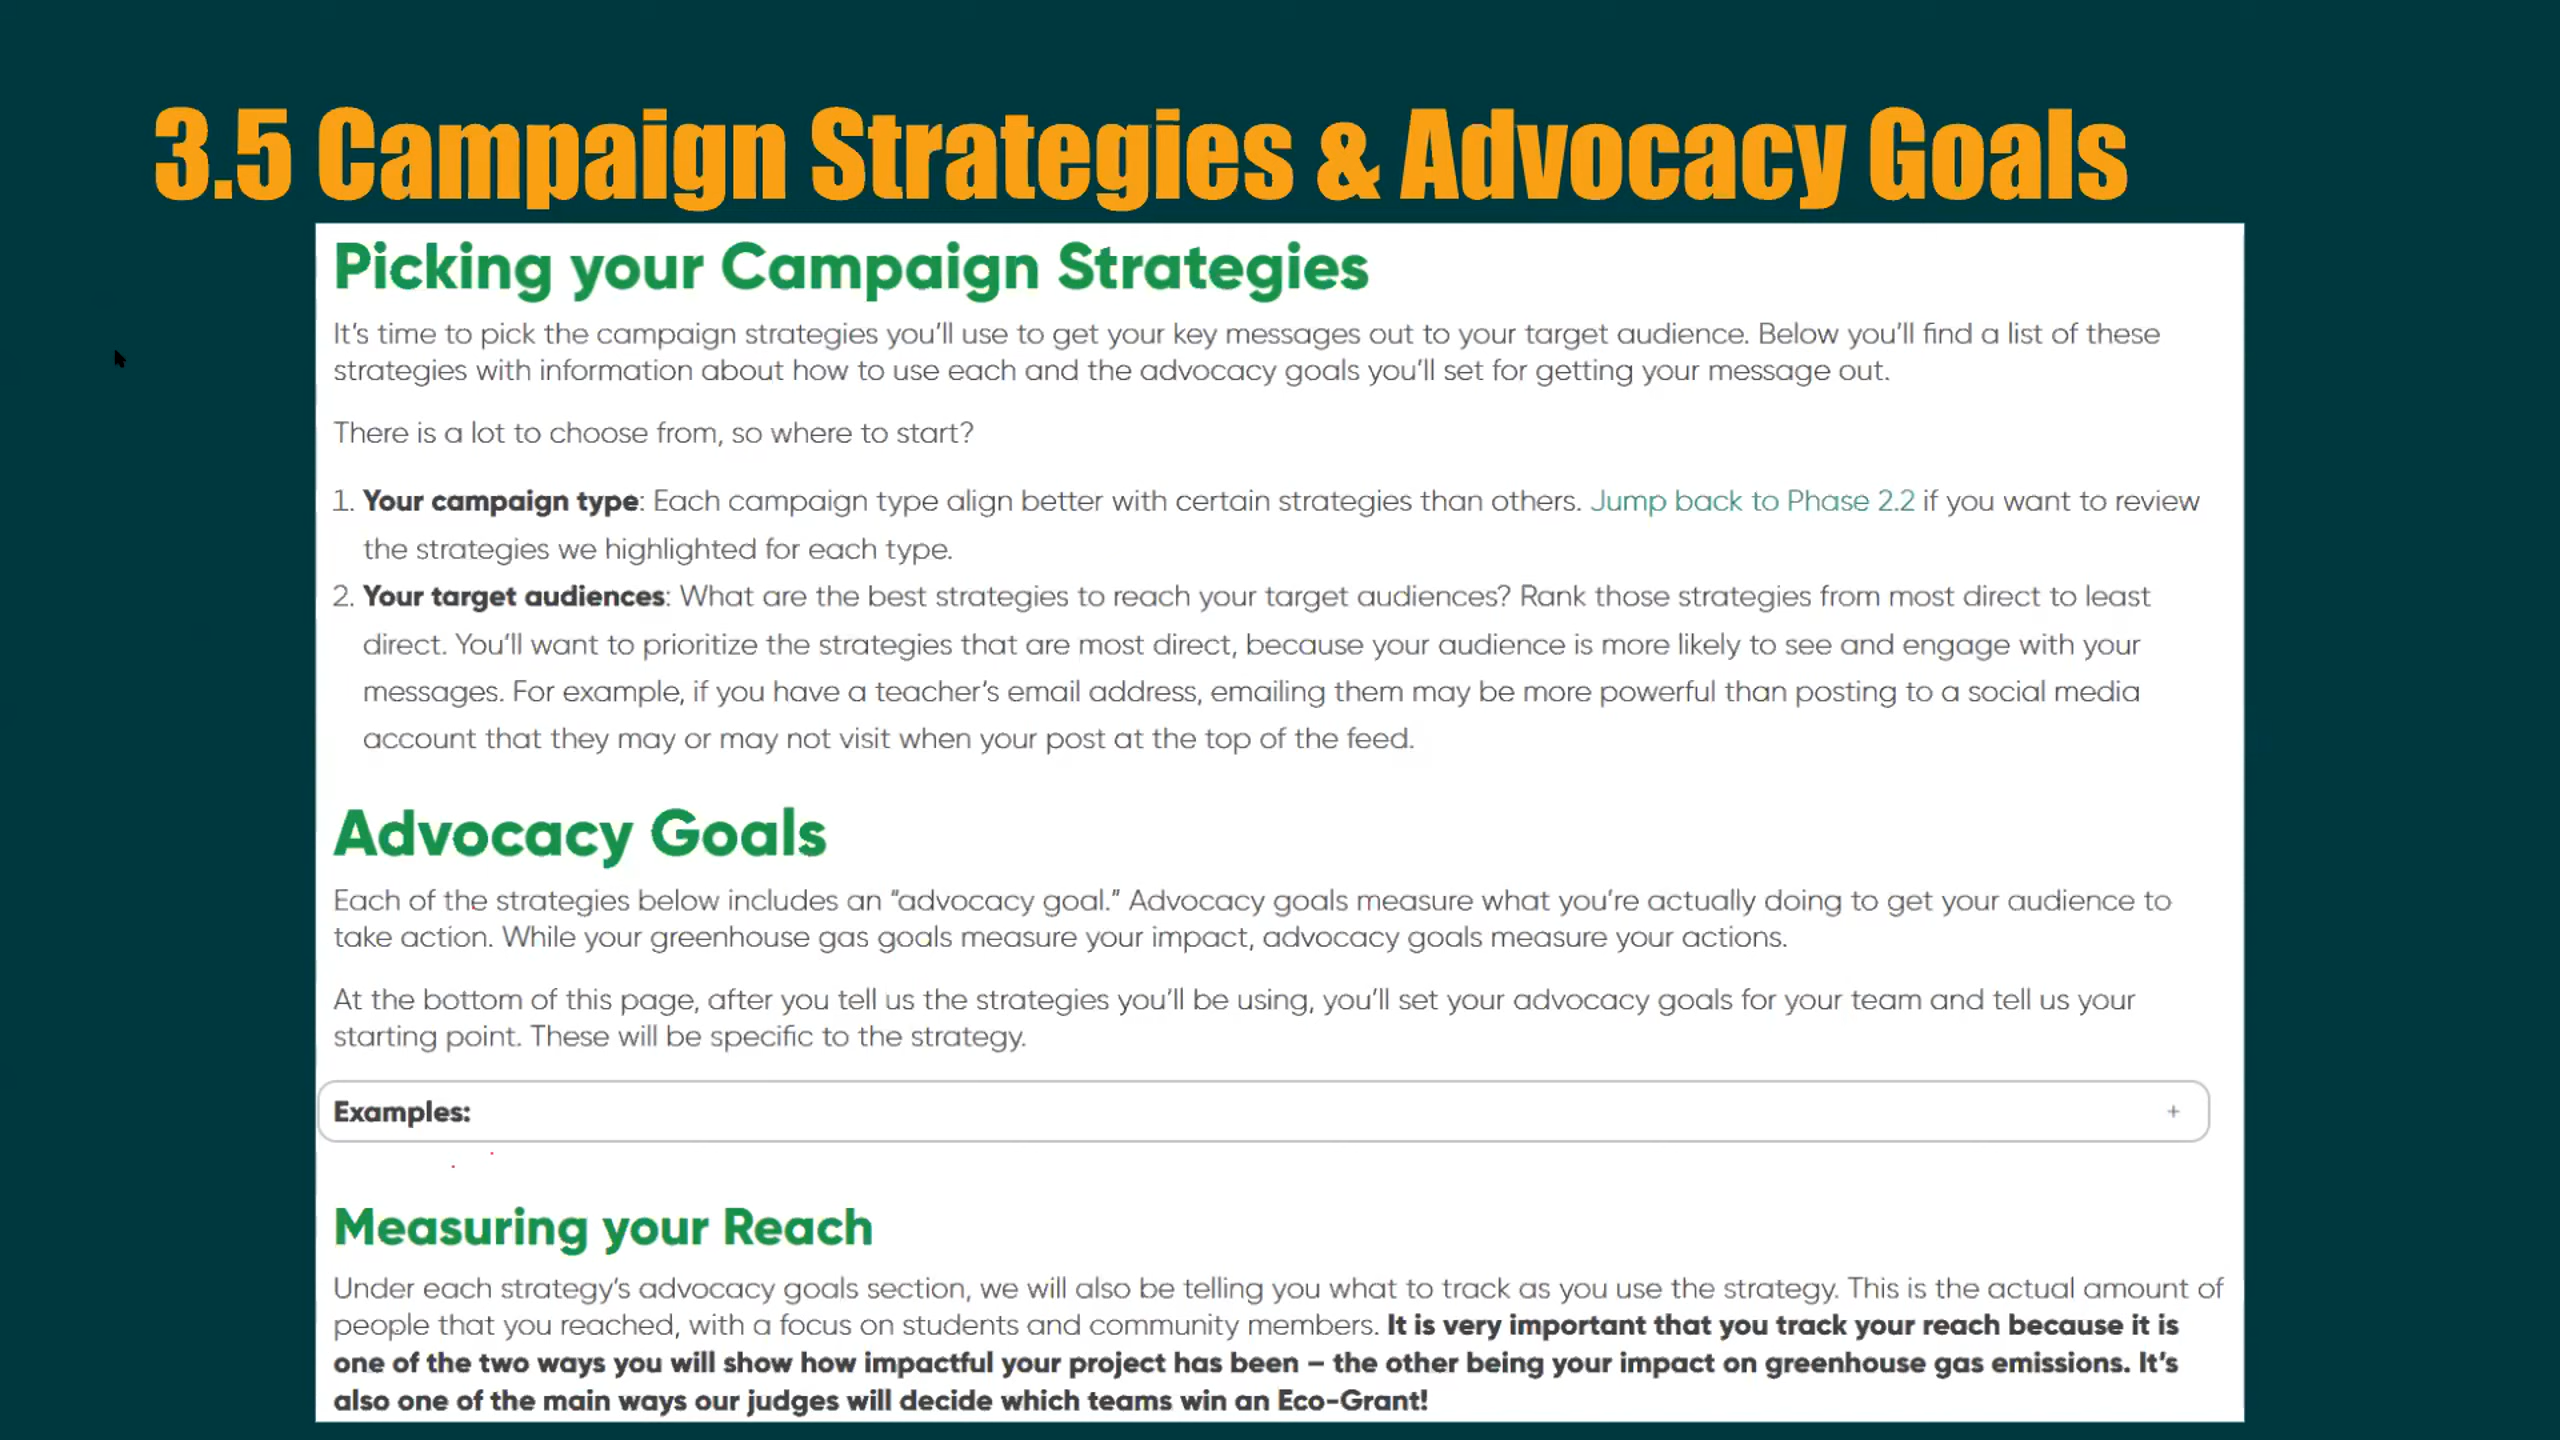 3.5 Campaign Strategies & Advocacy Goals
Picking your Campaign Strategies
It's time to pick the campaign strategies you'll use to get your key messages out to your target audience. Below you'll find a list of these
strategies with information about how to use each and the advocacy goals you'll set for getting your message out.
There is a lot to choose from, so where to start?
1. Your campaign type: Each campaign type align better with certain strategies than others. Jump back to Phase 2.2 if you want to review
the strategies we highlighted for each type.
2. Your target audiences: What are the best strategies to reach your target audiences? Rank those strategies from most direct to least
direct. You'll want to prioritize the strategies that are most direct, because your audience is more likely to see and engage with your
messages. For example, if you have a teacher's email address, emailing them may be more powerful than posting to a social media
account that they may or may not visit when your post at the top of the feed.
Advocacy Goals
Each of the strategies below includes an "advocacy goal." Advocacy goals measure what you're actually doing to get your audience to
take action. While your greenhouse gas goals measure your impact, advocacy goals measure your actions.
At the bottom of this page, after you tell us the strategies you'll be using, you'll set your advocacy goals for your team and tell us your
starting point. These will be specific to the strategy.
Examples: +
Measuring your Reach
Under each strategy's advocacy goals section, we will also be telling you what to track as you use the strategy. This is the actual amount of
people that you reached, with a focus on students and community members. It is very important that you track your reach because it is
one of the two ways you will show how impactful your project has been – the other being your impact on greenhouse gas emissions. It's
also one of the main ways our judges will decide which teams win an Eco-Grant!